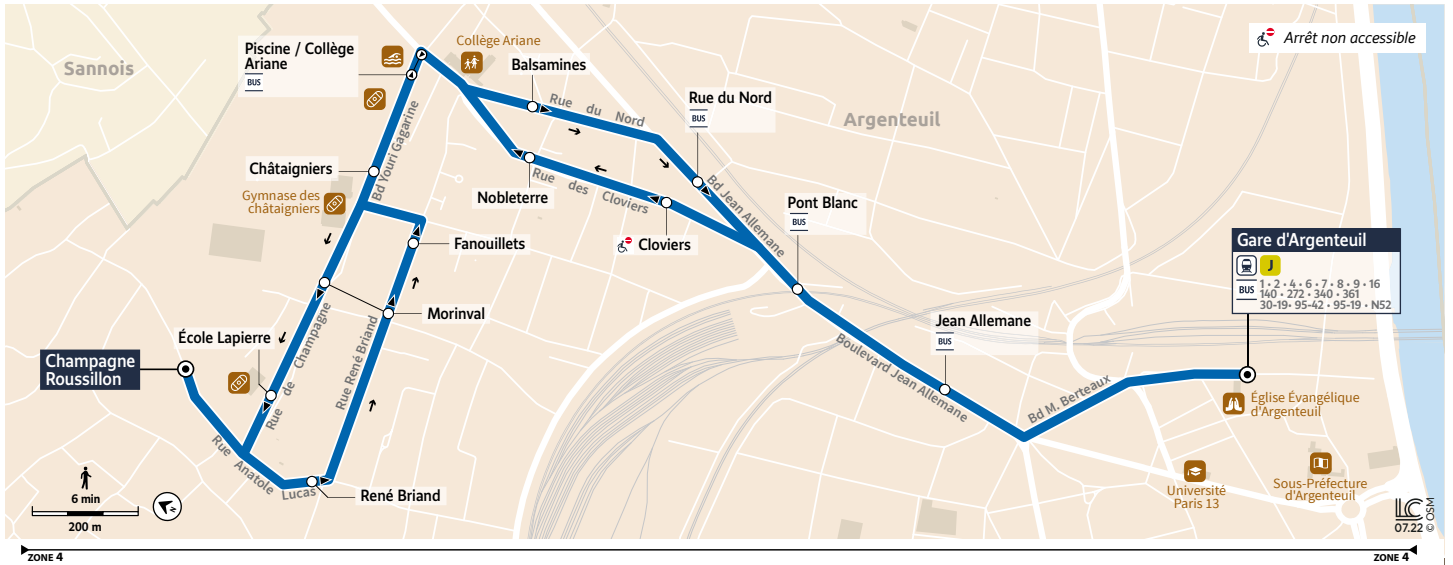 Sannois
Piscine / Collège
Ariane
BUS
Collège Ariane
Balsamines
Rue du Nord
Rue du Nord
BUS
Argenteuil
Arrêt non accessible
Bd Youri Gagarine
Châtaigniers
Gymnase des
châtaigniers
Nobleterre
Rue des Cloviers
Cloviers
Bd Jean Allemane
Pont Blanc
BUS
Fanouillets
Morinval
École Lapierre
Rue de Champagne
Rue René Briand
Champagne
Roussillon
Rue Anatole Lucas
René Briand
Jean Allemane
BUS
Boulevard Jean Allemane
Bd M. Berteaux
Gare d'Argenteuil
J
BUS
1 • 2 • 4 • 6 • 7 • 8 • 9 • 16
140 • 272 • 340 • 361
30-19 • 95-42 • 95-19 • N52
Église Évangélique
d'Argenteuil
Université
Paris 13
Sous-Préfecture
d'Argenteuil
6 min
200 m
N
LC
07.22
© OSM
ZONE 4
ZONE 4